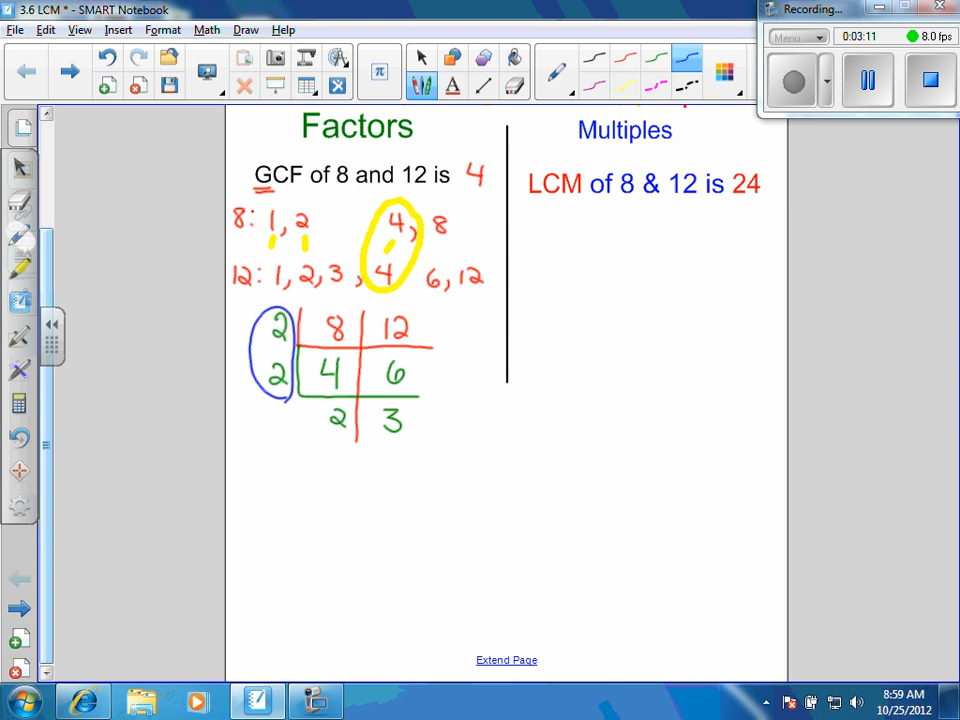 3.6 LCM * - SMART Notebook
Recording...
File Edit View Insert Format Math Draw Help
Menu 0:03:11 8.0 fps
π
A
Factors
Multiples
GCF of 8 and 12 is 4
LCM of 8 & 12 is 24
8: 1, 2 4, 8
12: 1, 2, 3, 4 6, 12
2 8 12
2 4 6
2 3
Extend Page
8:59 AM
10/25/2012